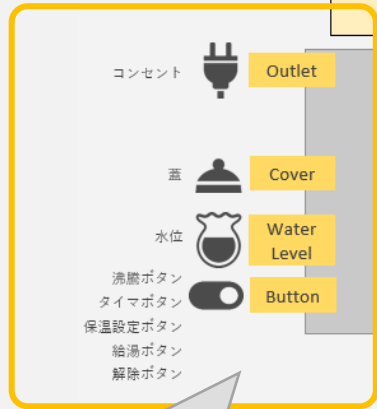 コンセント
Outlet
蓋
Cover
水位
Water
Level
沸騰ボタン
タイマボタン
保温設定ボタン
給湯ボタン
解除ボタン
Button